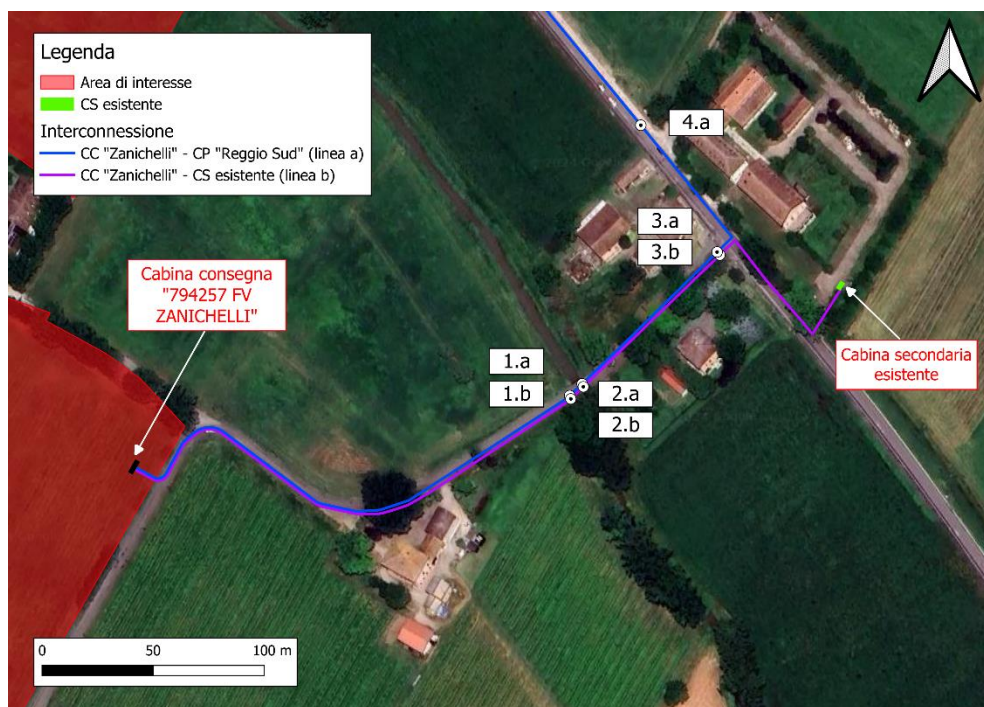 Legenda
Area di interesse
CS esistente
Interconnessione
CC "Zanichelli" - CP "Reggio Sud" (linea a)
CC "Zanichelli" - CS esistente (linea b)
4.a
3.a
3.b
Cabina consegna
"794257 FV
ZANICHELLI"
Cabina secondaria
esistente
1.a
1.b
2.a
2.b
0 50 100 m